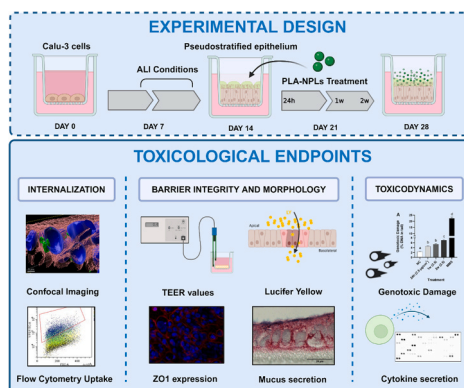 EXPERIMENTAL DESIGN
Calu-3 cells
Pseudostratified epithelium
ALI Conditions
PLA-NPLs Treatment
24h
1w
2w
DAY 0
DAY 7
DAY 14
DAY 21
DAY 28
TOXICOLOGICAL ENDPOINTS
INTERNALIZATION
BARRIER INTEGRITY AND MORPHOLOGY
TOXICODYNAMICS
Confocal Imaging
TEER values
Lucifer Yellow
Genotoxic Damage
Flow Cytometry Uptake
ZO1 expression
Mucus secretion
Cytokine secretion
Apical
A
Treatment